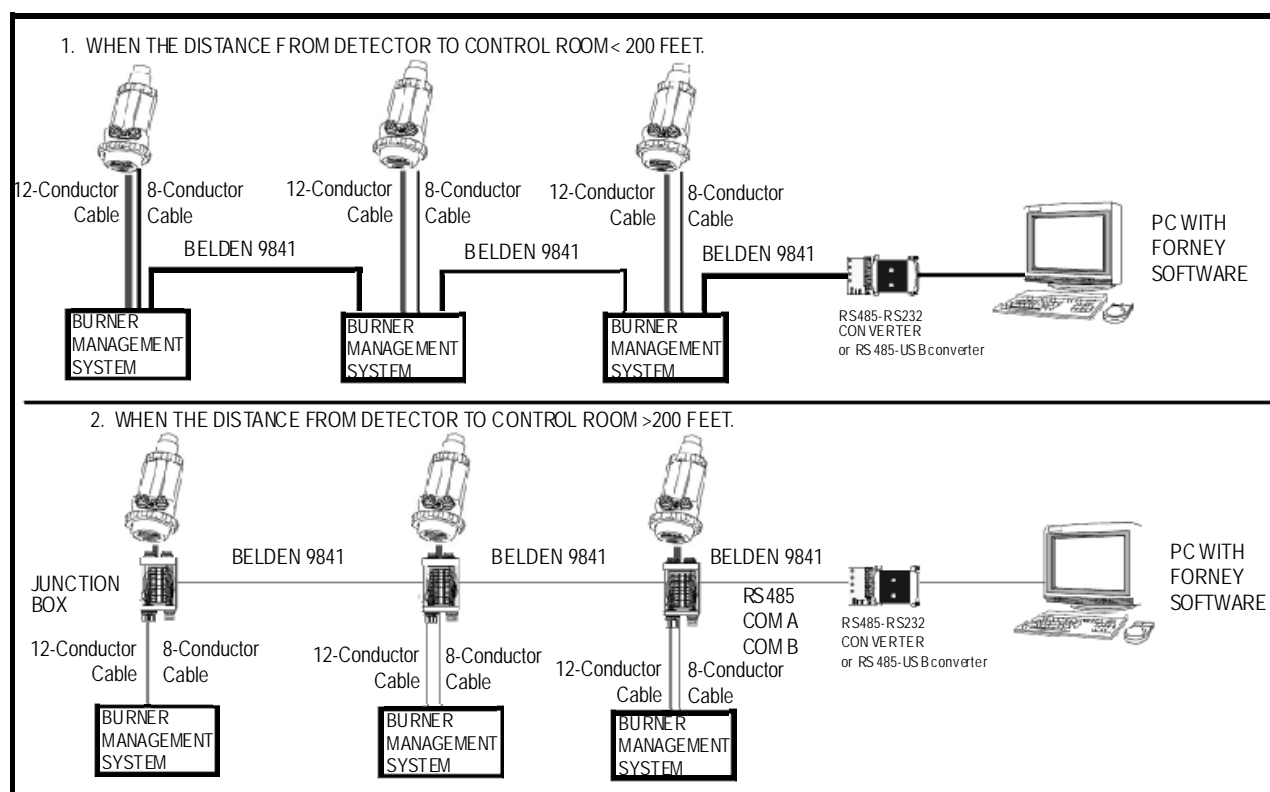 1. WHEN THE DISTANCE FROM DETECTOR TO CONTROL ROOM< 200 FEET.
12-Conductor
Cable
8-Conductor
Cable
12-Conductor
Cable
8-Conductor
Cable
12-Conductor
Cable
8-Conductor
Cable
BELDEN 9841
BELDEN 9841
BELDEN 9841
PC WITH
FORNEY
SOFTWARE
BURNER
MANAGEMENT
SYSTEM
BURNER
MANAGEMENT
SYSTEM
BURNER
MANAGEMENT
SYSTEM
RS485-RS232
CONVERTER
or RS485-USBconverter
2. WHEN THE DISTANCE FROM DETECTOR TO CONTROL ROOM >200 FEET.
JUNCTION
BOX
BELDEN 9841
BELDEN 9841
BELDEN 9841
RS485
COM A
COM B
RS485-RS232
CONVERTER
or RS485-USBconverter
PC WITH
FORNEY
SOFTWARE
12-Conductor
Cable
8-Conductor
Cable
12-Conductor
Cable
8-Conductor
Cable
12-Conductor
Cable
8-Conductor
Cable
BURNER
MANAGEMENT
SYSTEM
BURNER
MANAGEMENT
SYSTEM
BURNER
MANAGEMENT
SYSTEM